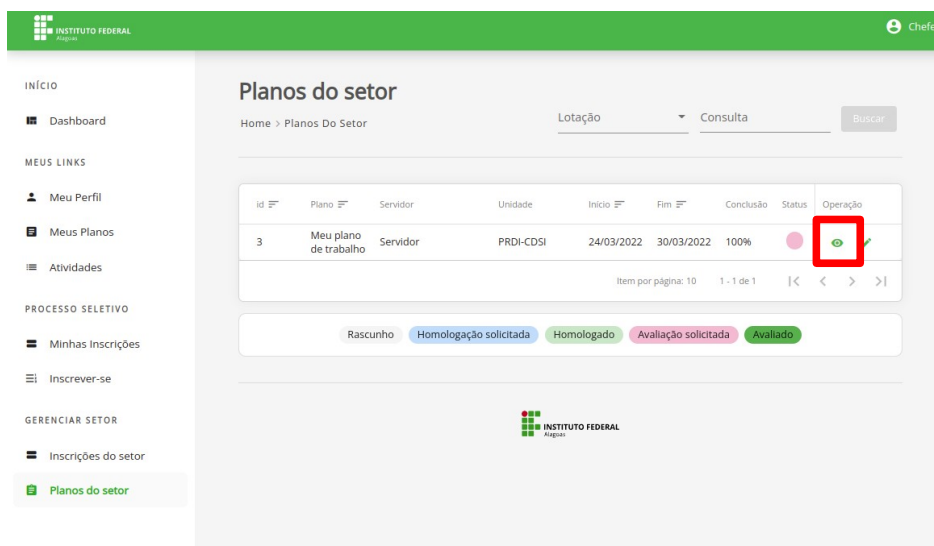 INSTITUTO FEDERAL
Alagoas
Chefe
INÍCIO
Dashboard
MEUS LINKS
Meu Perfil
Meus Planos
Atividades
PROCESSO SELETIVO
Minhas Inscrições
Inscrever-se
GERENCIAR SETOR
Inscrições do setor
Planos do setor
Planos do setor
Home > Planos Do Setor
Lotação
Consulta
Buscar
id Plano Servidor Unidade Início Fim Conclusão Status Operação
3 Meu plano de trabalho Servidor PRDI-CDSI 24/03/2022 30/03/2022 100%
Item por página: 10 1 - 1 de 1
Rascunho Homologação solicitada Homologado Avaliação solicitada Avaliado
INSTITUTO FEDERAL
Alagoas